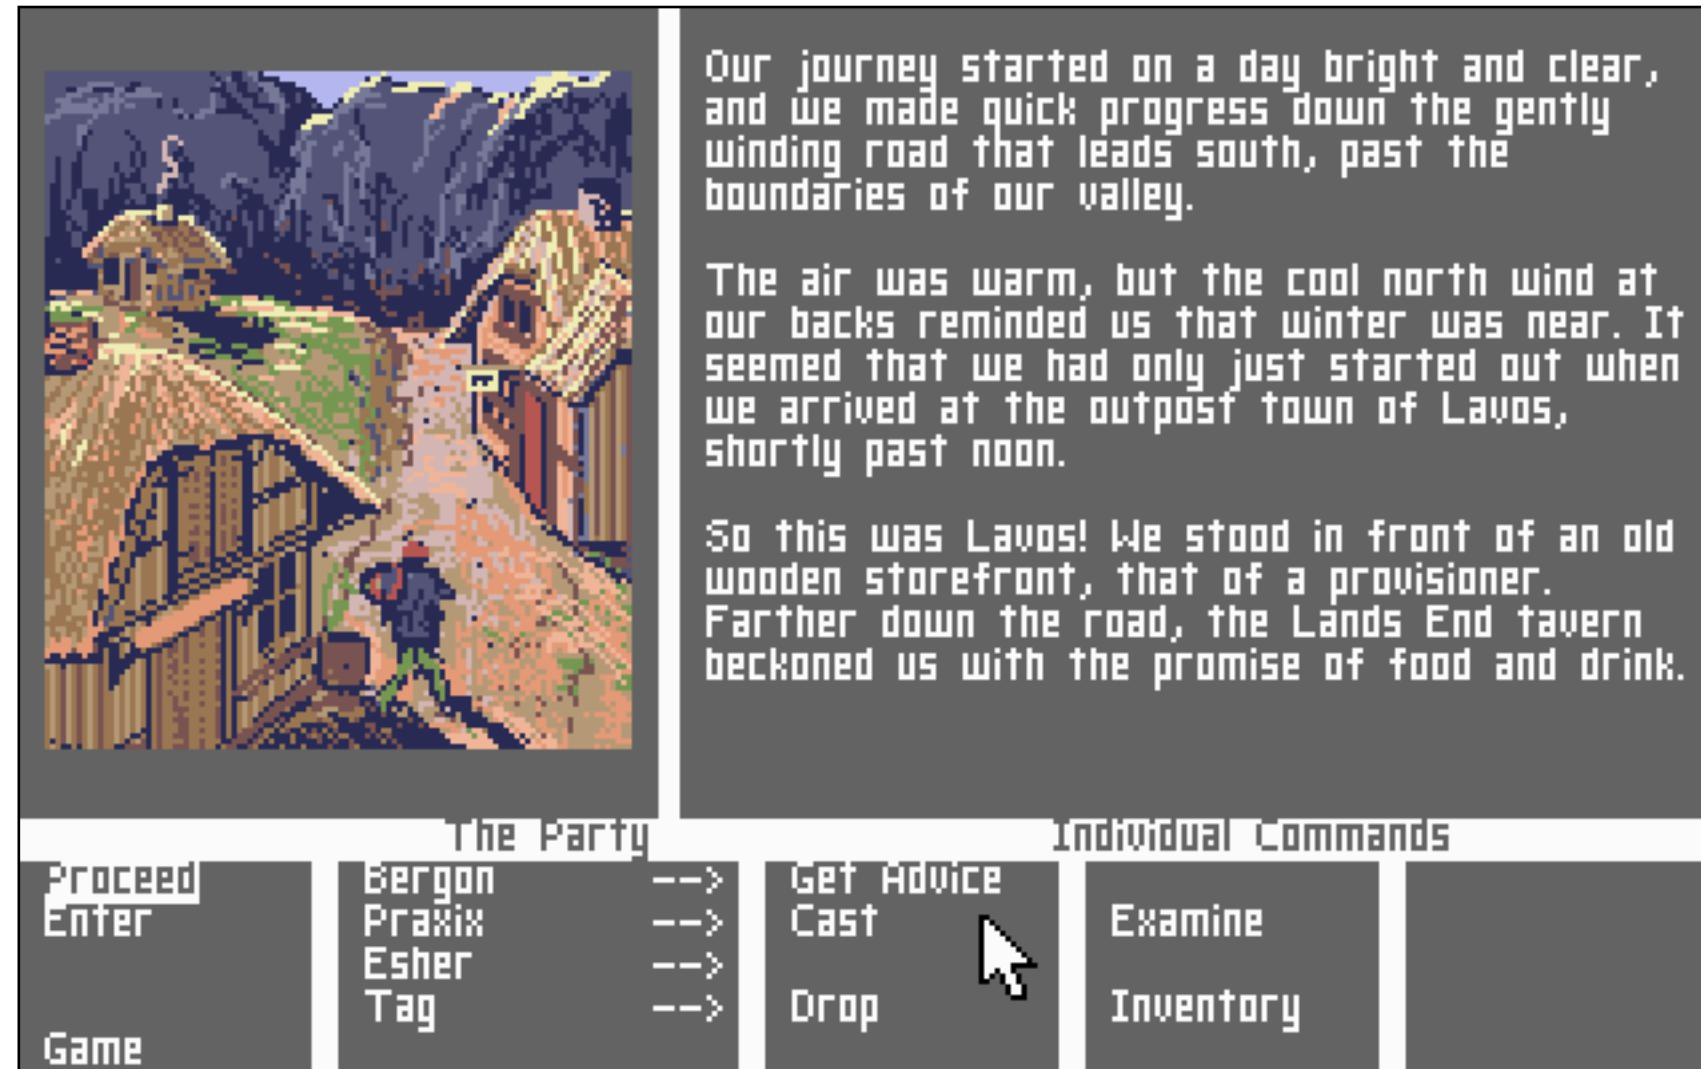 Our journey started on a day bright and clear,
and we made quick progress down the gently
winding road that leads south, past the
boundaries of our valley.
The air was warm, but the cool north wind at
our backs reminded us that winter was near. It
seemed that we had only just started out when
we arrived at the outpost town of Lavos,
shortly past noon.
So this was Lavos! We stood in front of an old
wooden storefront, that of a provisioner.
Farther down the road, the Lands End tavern
beckoned us with the promise of food and drink.
The Party Individual Commands
Proceed Bergon --> Get Advice
Enter Praxix --> Cast Examine
Esher -->
Tag --> Drop Inventory
Game